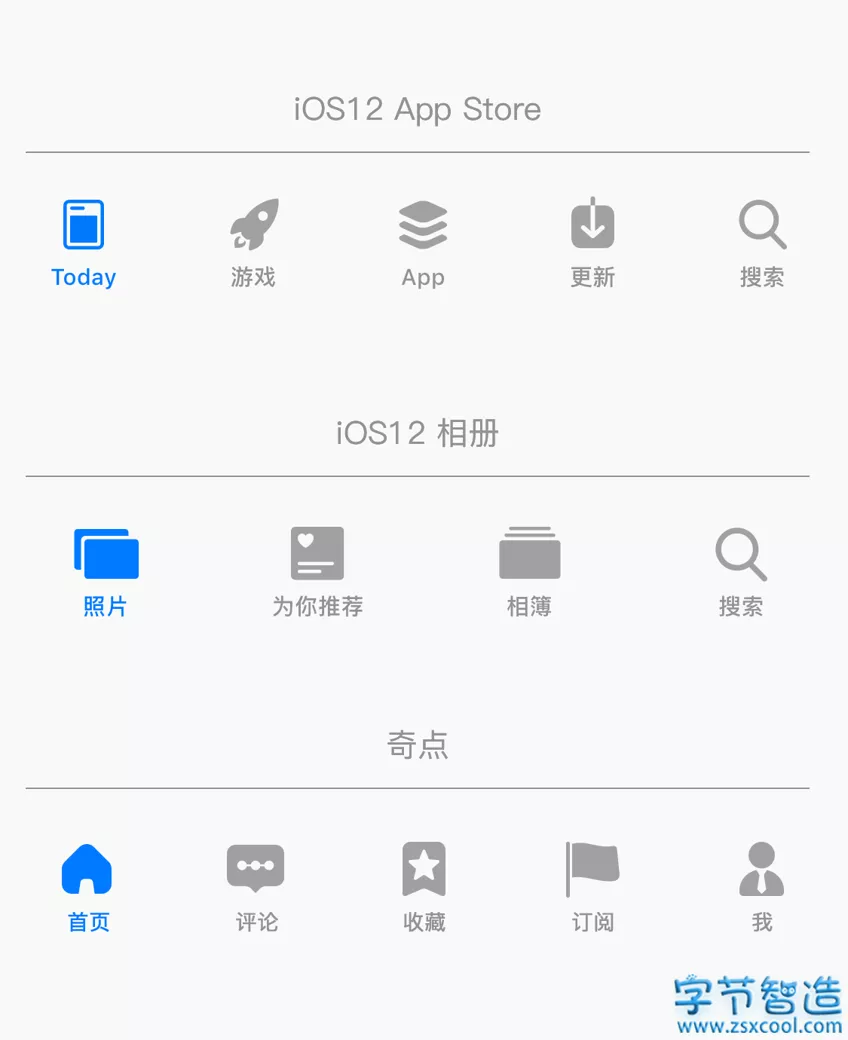 iOS12 App Store
Today 游戏 App 更新 搜索
iOS12 相册
照片 为你推荐 相簿 搜索
奇点
首页 评论 收藏 订阅 我
字节智造
www.zsxcool.com